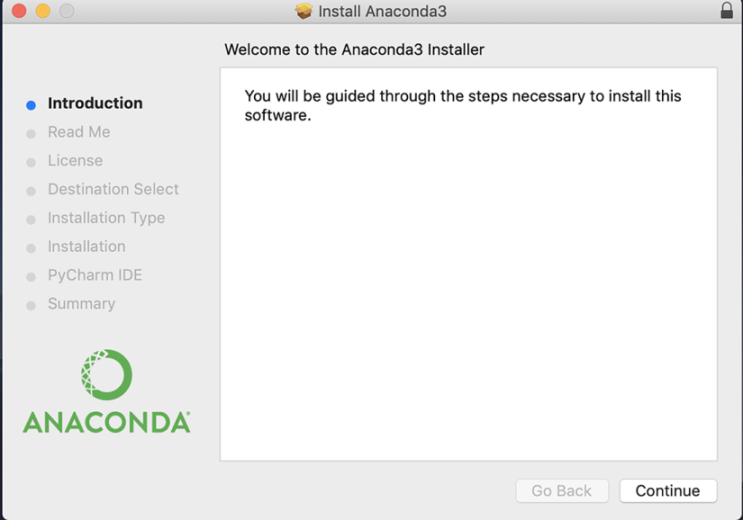 Install Anaconda3
Welcome to the Anaconda3 Installer
Introduction
Read Me
License
Destination Select
Installation Type
Installation
PyCharm IDE
Summary
ANACONDA®
You will be guided through the steps necessary to install this
software.
Go Back
Continue